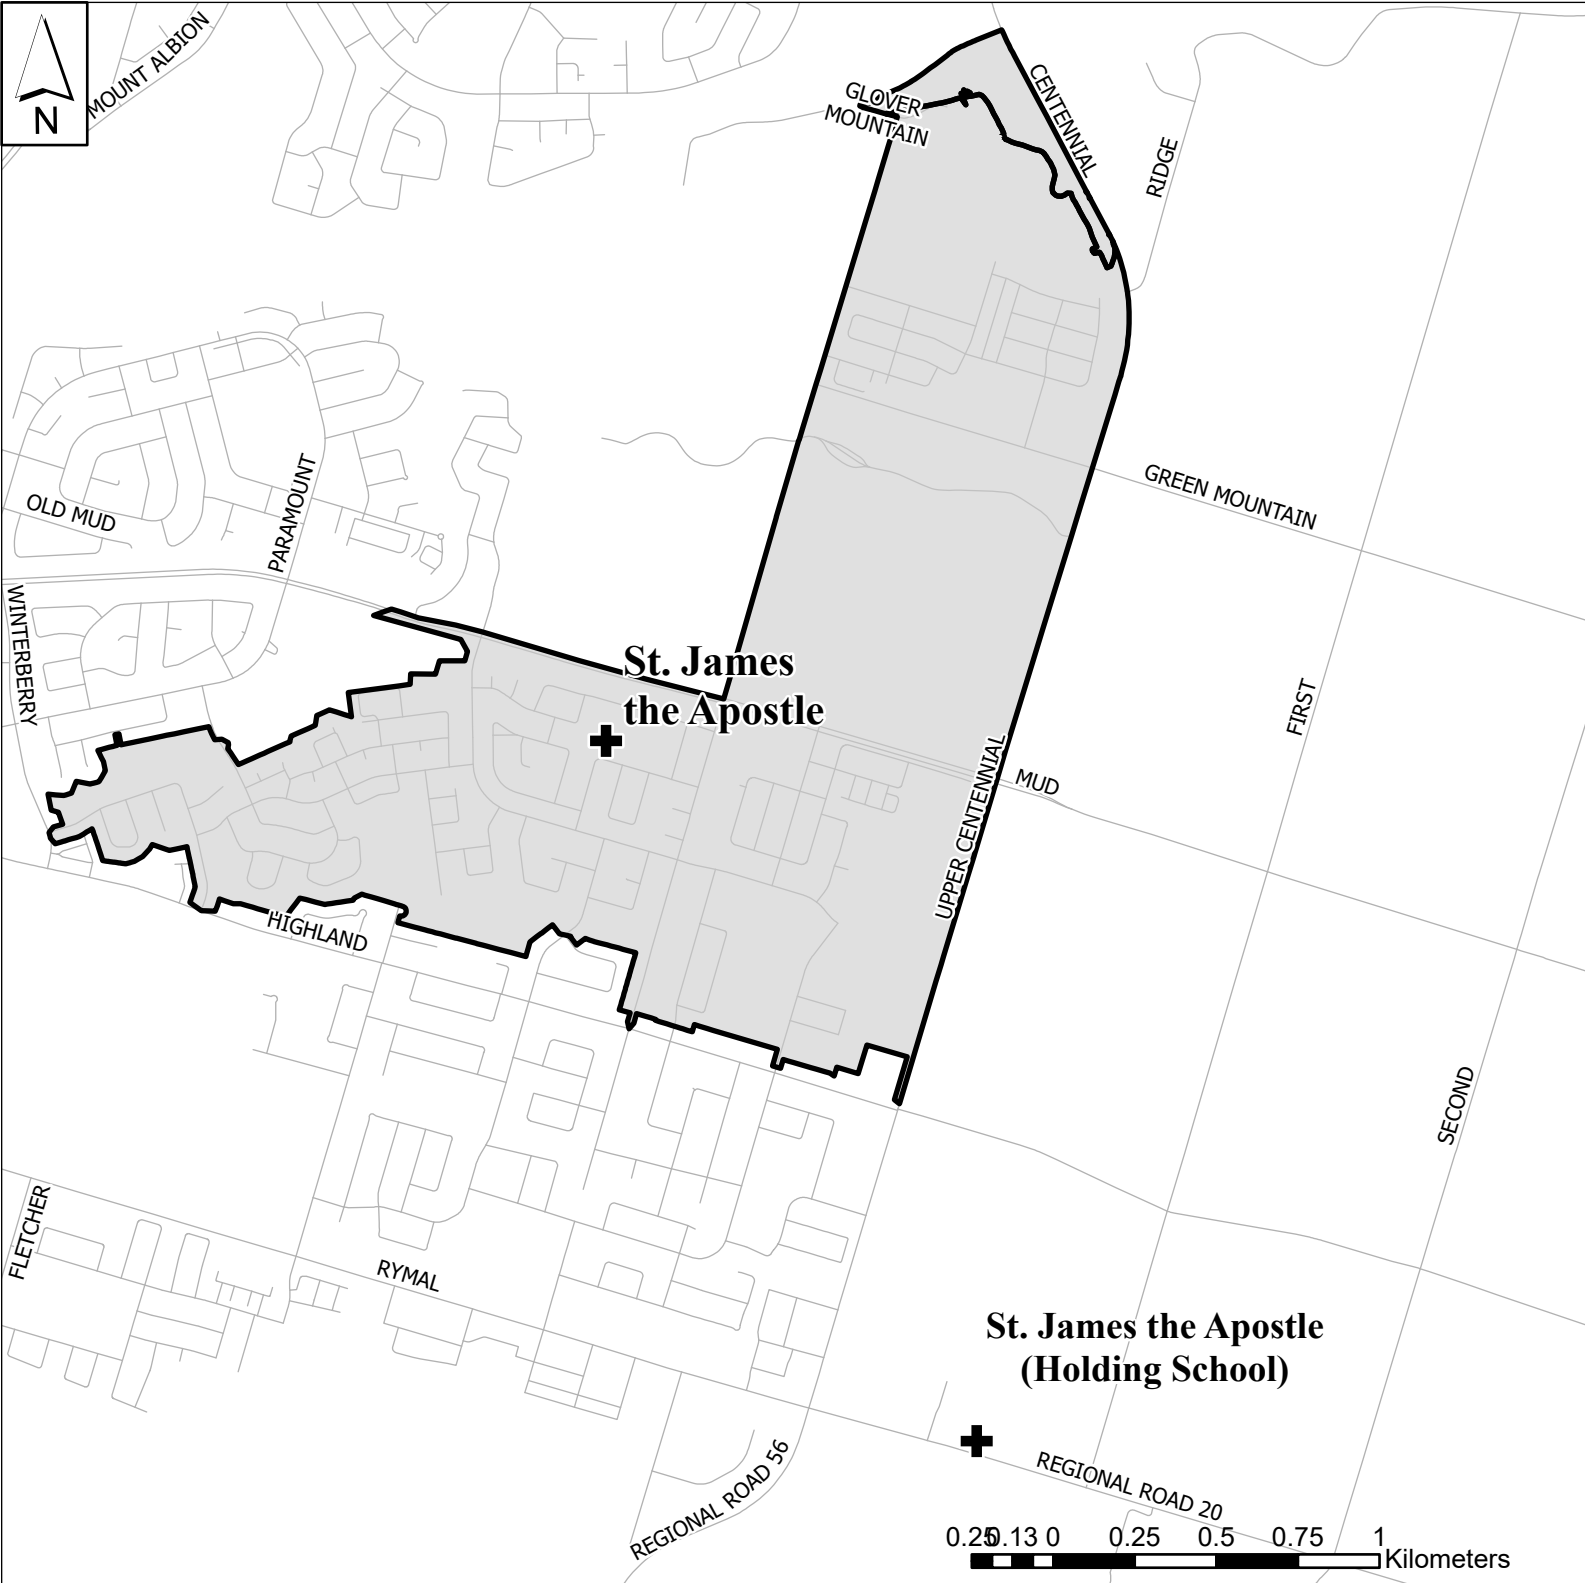 N
MOUNT ALBION
GLOVER
MOUNTAIN
CENTENNIAL
RIDGE
OLD MUD
PARAMOUNT
GREEN MOUNTAIN
WINTERBERRY
St. James
the Apostle
FIRST
UPPER CENTENNIAL
MUD
HIGHLAND
SECOND
FLETCHER
RYMAL
St. James the Apostle
(Holding School)
REGIONAL ROAD 56
REGIONAL ROAD 20
0.25 0.13 0 0.25 0.5 0.75 1
Kilometers